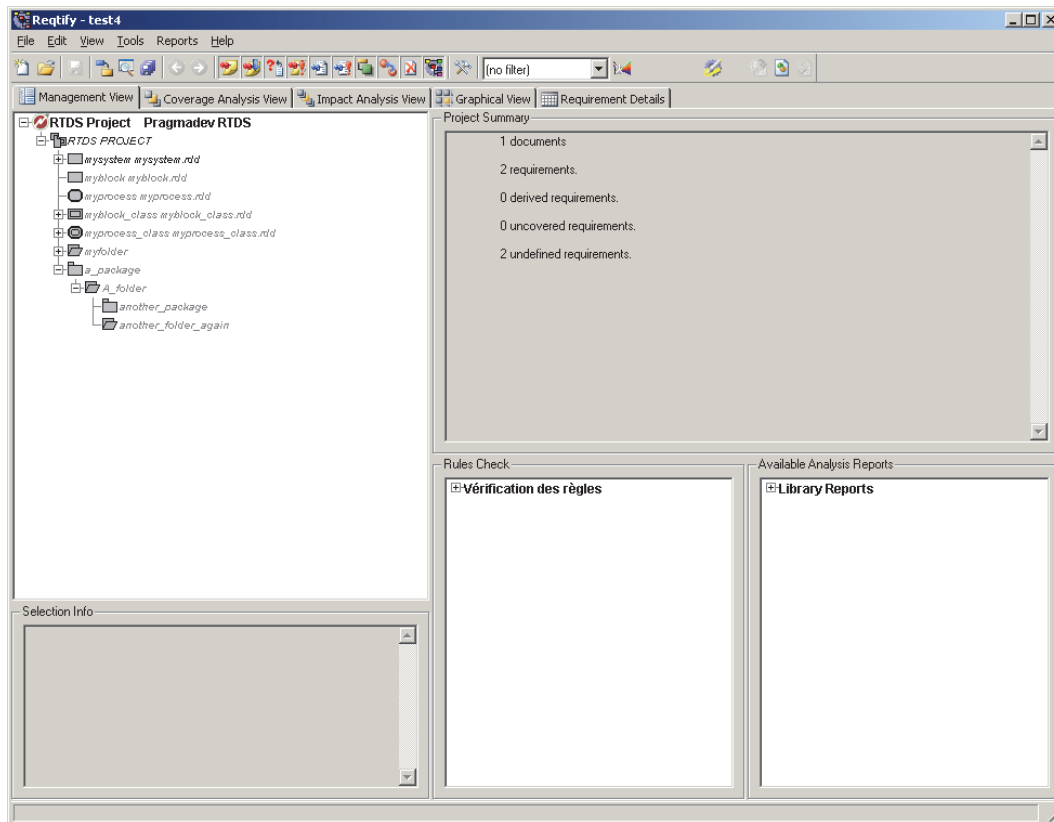 Reqtify - test4
File Edit View Tools Reports Help
(no filter)
Management View Coverage Analysis View Impact Analysis View Graphical View Requirement Details
RTDS Project Pragmadev RTDS
RTDS PROJECT
mysystem mysystem.rdd
myblock myblock.rdd
myprocess myprocess.rdd
myblock_class myblock_class.rdd
myprocess_class myprocess_class.rdd
myfolder
a_package
A_folder
another_package
another_folder_again
Project Summary
1 documents
2 requirements.
0 derived requirements.
0 uncovered requirements.
2 undefined requirements.
Selection Info
Rules Check
Vérification des règles
Available Analysis Reports
Library Reports